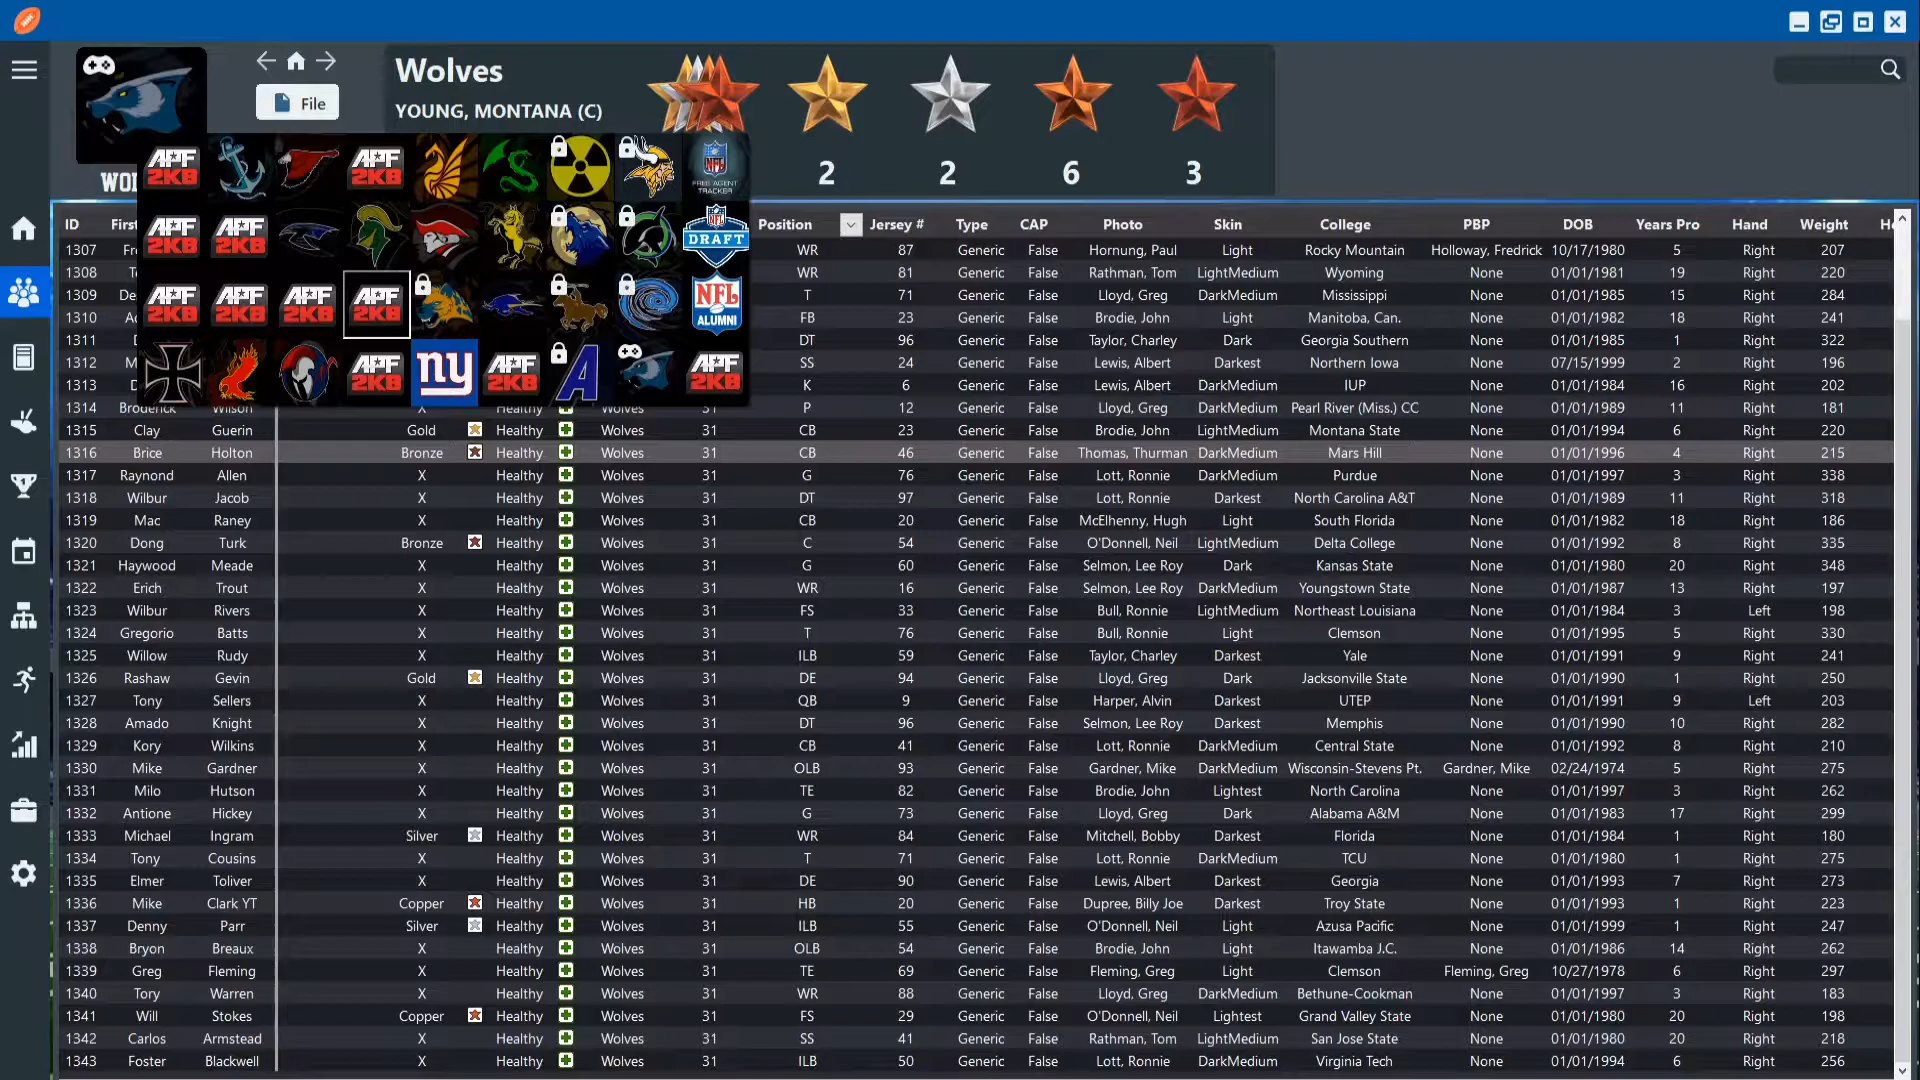 Wolves
File
YOUNG, MONTANA (C)
2 2 6 3
WOL
APF 2K8 APF 2K8 NFL FREE AGENT TRACKER
APF 2K8 APF 2K8 NFL DRAFT
APF 2K8 APF 2K8 APF 2K8 APF 2K8 NFL ALUMNI
APF 2K8 ny APF 2K8 A APF 2K8
ID First Position Jersey # Type CAP Photo Skin College PBP DOB Years Pro Hand Weight He
1307 Fr WR 87 Generic False Hornung, Paul Light Rocky Mountain Holloway, Fredrick 10/17/1980 5 Right 207
1308 T WR 81 Generic False Rathman, Tom LightMedium Wyoming None 01/01/1981 19 Right 220
1309 De T 71 Generic False Lloyd, Greg DarkMedium Mississippi None 01/01/1985 15 Right 284
1310 Ac FB 23 Generic False Brodie, John Light Manitoba, Can. None 01/01/1982 18 Right 241
1311 D DT 96 Generic False Taylor, Charley Dark Georgia Southern None 01/01/1985 1 Right 322
1312 M SS 24 Generic False Lewis, Albert Darkest Northern Iowa None 07/15/1999 2 Right 196
1313 D K 6 Generic False Lewis, Albert DarkMedium IUP None 01/01/1984 16 Right 202
1314 Broderick Wilson X Healthy Wolves 31 P 12 Generic False Lloyd, Greg DarkMedium Pearl River (Miss.) CC None 01/01/1989 11 Right 181
1315 Clay Guerin Gold Healthy Wolves 31 CB 23 Generic False Brodie, John LightMedium Montana State None 01/01/1994 6 Right 220
1316 Brice Holton Bronze Healthy Wolves 31 CB 46 Generic False Thomas, Thurman DarkMedium Mars Hill None 01/01/1996 4 Right 215
1317 Raynond Allen X Healthy Wolves 31 G 76 Generic False Lott, Ronnie DarkMedium Purdue None 01/01/1997 3 Right 338
1318 Wilbur Jacob X Healthy Wolves 31 DT 97 Generic False Lott, Ronnie Darkest North Carolina A&T None 01/01/1989 11 Right 318
1319 Mac Raney X Healthy Wolves 31 CB 20 Generic False McElhenny, Hugh Light South Florida None 01/01/1982 18 Right 186
1320 Dong Turk Bronze Healthy Wolves 31 C 54 Generic False O'Donnell, Neil LightMedium Delta College None 01/01/1992 8 Right 335
1321 Haywood Meade X Healthy Wolves 31 G 60 Generic False Selmon, Lee Roy Dark Kansas State None 01/01/1980 20 Right 348
1322 Erich Trout X Healthy Wolves 31 WR 16 Generic False Selmon, Lee Roy DarkMedium Youngstown State None 01/01/1987 13 Right 197
1323 Wilbur Rivers X Healthy Wolves 31 FS 33 Generic False Bull, Ronnie LightMedium Northeast Louisiana None 01/01/1984 3 Left 198
1324 Gregorio Batts X Healthy Wolves 31 T 76 Generic False Bull, Ronnie Light Clemson None 01/01/1995 5 Right 330
1325 Willow Rudy X Healthy Wolves 31 ILB 59 Generic False Taylor, Charley Darkest Yale None 01/01/1991 9 Right 241
1326 Rashaw Gevin Gold Healthy Wolves 31 DE 94 Generic False Lloyd, Greg Dark Jacksonville State None 01/01/1990 1 Right 250
1327 Tony Sellers X Healthy Wolves 31 QB 9 Generic False Harper, Alvin Darkest UTEP None 01/01/1991 9 Left 203
1328 Amado Knight X Healthy Wolves 31 DT 96 Generic False Selmon, Lee Roy Darkest Memphis None 01/01/1990 10 Right 282
1329 Kory Wilkins X Healthy Wolves 31 CB 41 Generic False Lott, Ronnie DarkMedium Central State None 01/01/1992 8 Right 210
1330 Mike Gardner X Healthy Wolves 31 OLB 93 Generic False Gardner, Mike DarkMedium Wisconsin-Stevens Pt. Gardner, Mike 02/24/1974 5 Right 275
1331 Milo Hutson X Healthy Wolves 31 TE 82 Generic False Brodie, John Lightest North Carolina None 01/01/1997 3 Right 262
1332 Antione Hickey X Healthy Wolves 31 G 73 Generic False Lloyd, Greg Dark Alabama A&M None 01/01/1983 17 Right 299
1333 Michael Ingram Silver Healthy Wolves 31 WR 84 Generic False Mitchell, Bobby Darkest Florida None 01/01/1984 1 Right 180
1334 Tony Cousins X Healthy Wolves 31 T 71 Generic False Lott, Ronnie DarkMedium TCU None 01/01/1980 1 Right 275
1335 Elmer Toliver X Healthy Wolves 31 DE 90 Generic False Lewis, Albert Darkest Georgia None 01/01/1993 7 Right 273
1336 Mike Clark YT Copper Healthy Wolves 31 HB 20 Generic False Dupree, Billy Joe Darkest Troy State None 01/01/1993 1 Right 223
1337 Denny Parr Silver Healthy Wolves 31 ILB 55 Generic False O'Donnell, Neil Light Azusa Pacific None 01/01/1999 1 Right 247
1338 Bryon Breaux X Healthy Wolves 31 OLB 54 Generic False Brodie, John Light Itawamba J.C. None 01/01/1986 14 Right 262
1339 Greg Fleming X Healthy Wolves 31 TE 69 Generic False Fleming, Greg Light Clemson Fleming, Greg 10/27/1978 6 Right 297
1340 Tory Warren X Healthy Wolves 31 WR 88 Generic False Lloyd, Greg DarkMedium Bethune-Cookman None 01/01/1997 3 Right 183
1341 Will Stokes Copper Healthy Wolves 31 FS 29 Generic False O'Donnell, Neil Lightest Grand Valley State None 01/01/1980 20 Right 198
1342 Carlos Armstead X Healthy Wolves 31 SS 41 Generic False Rathman, Tom LightMedium San Jose State None 01/01/1980 20 Right 218
1343 Foster Blackwell X Healthy Wolves 31 ILB 50 Generic False Lott, Ronnie DarkMedium Virginia Tech None 01/01/1994 6 Right 256